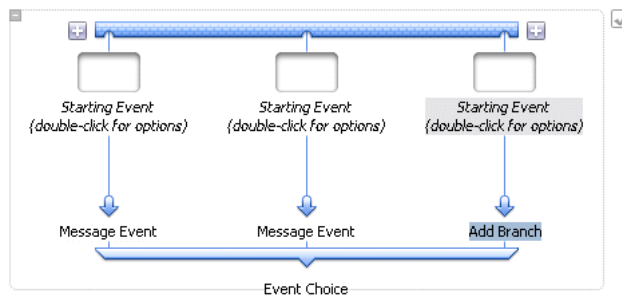 Starting Event
(double-click for options)
Starting Event
(double-click for options)
Starting Event
(double-click for options)
Message Event
Message Event
Add Branch
Event Choice